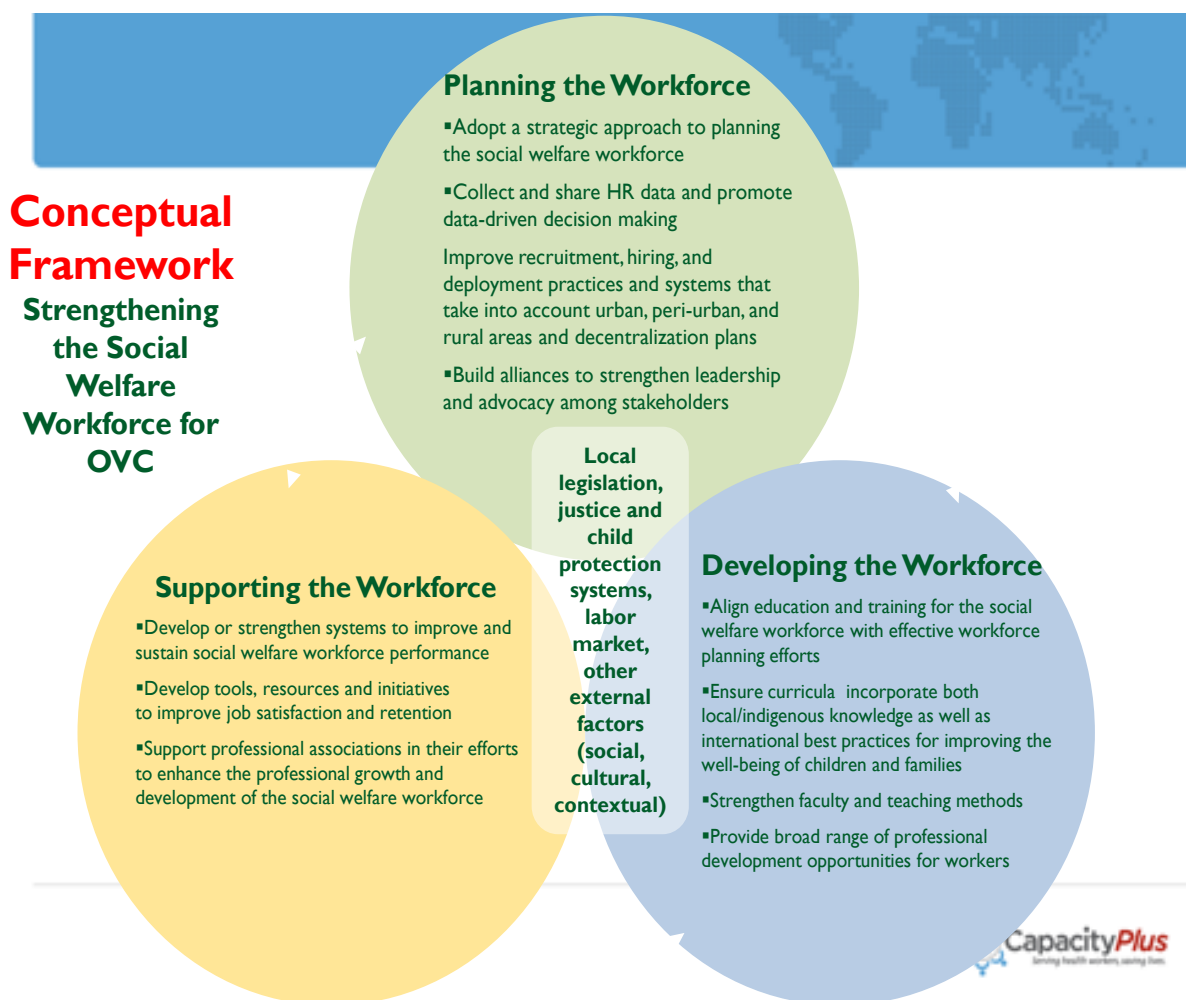 Conceptual
Framework
Strengthening
the Social
Welfare
Workforce for
OVC
Planning the Workforce
▪Adopt a strategic approach to planning
the social welfare workforce
▪Collect and share HR data and promote
data-driven decision making
Improve recruitment, hiring, and
deployment practices and systems that
take into account urban, peri-urban, and
rural areas and decentralization plans
▪Build alliances to strengthen leadership
and advocacy among stakeholders
Local
legislation,
justice and
child
protection
systems,
labor
market,
other
external
factors
(social,
cultural,
contextual)
Supporting the Workforce
▪Develop or strengthen systems to improve and
sustain social welfare workforce performance
▪Develop tools, resources and initiatives
to improve job satisfaction and retention
▪Support professional associations in their efforts
to enhance the professional growth and
development of the social welfare workforce
Developing the Workforce
▪Align education and training for the social
welfare workforce with effective workforce
planning efforts
▪Ensure curricula  incorporate both
local/indigenous knowledge as well as
international best practices for improving the
well-being of children and families
▪Strengthen faculty and teaching methods
▪Provide broad range of professional
development opportunities for workers
CapacityPlus
Serving health workers, saving lives